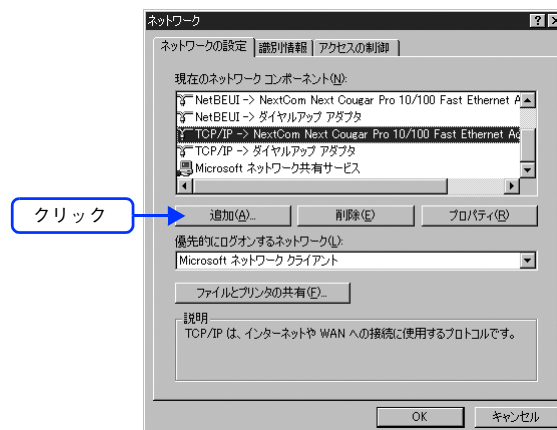 ネットワーク
ネットワークの設定 識別情報 アクセスの制御
現在のネットワーク コンポーネント(N):
NetBEUI -> NextCom Next Cougar Pro 10/100 Fast Ethernet A
NetBEUI -> ダイヤルアップ アダプタ
TCP/IP -> NextCom Next Cougar Pro 10/100 Fast Ethernet Ac
TCP/IP -> ダイヤルアップ アダプタ
Microsoft ネットワーク共有サービス
クリック
追加(A)... 削除(E) プロパティ(R)
優先的にログオンするネットワーク(L):
Microsoft ネットワーク クライアント
ファイルとプリンタの共有(F)...
説明
TCP/IP は、インターネットや WAN への接続に使用するプロトコルです。
OK キャンセル